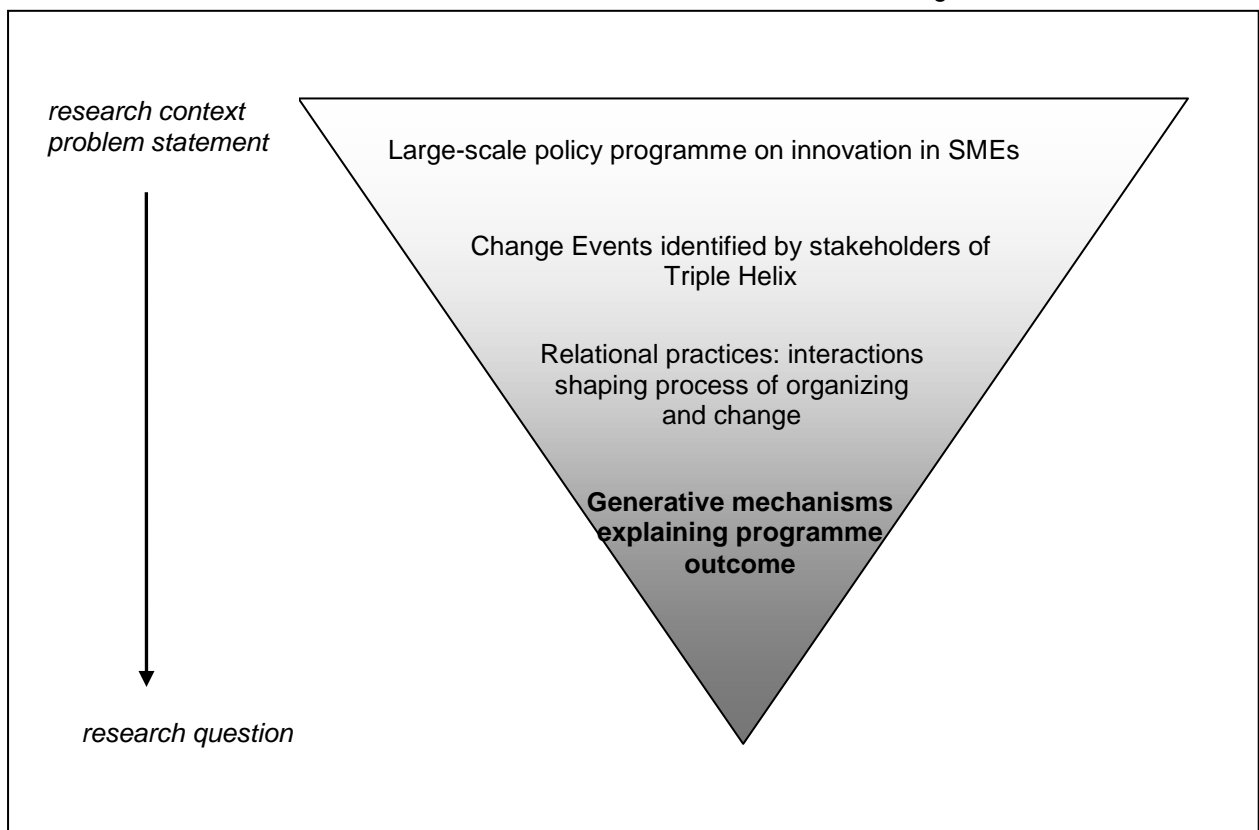 research context
problem statement
Large-scale policy programme on innovation in SMEs
Change Events identified by stakeholders of
Triple Helix
Relational practices: interactions
shaping process of organizing
and change
Generative mechanisms
explaining programme
outcome
research question